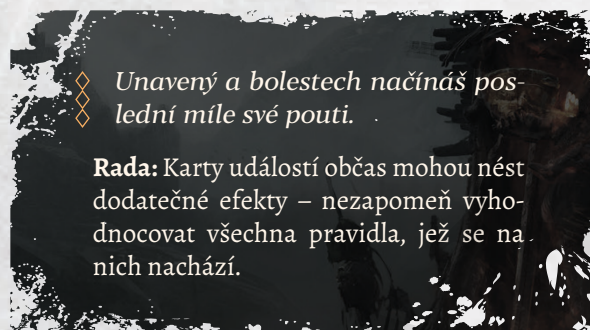 Unavený a bolestech načínáš pos-
lední míle své pouti.
Rada: Karty událostí občas mohou nést
dodatečné efekty – nezapomeň vyho-
dnocovat všechna pravidla, jež se na
nich nachází.